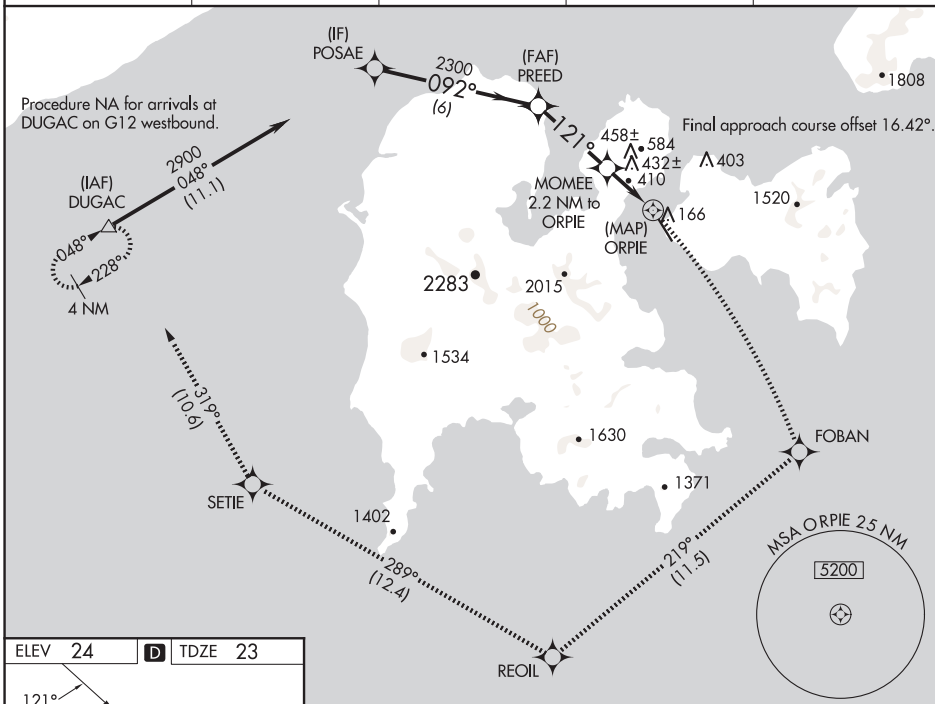 (IF)
POSAE
2300
092°
(6)
(FAF)
PREED
1808
Procedure NA for arrivals at
DUGAC on G12 westbound.
Final approach course offset 16.42°.
121°
458±
584
432±
403
410
MOMEE
2.2 NM to
ORPIE
(MAP)
ORPIE
166
1520
2900
048°
(11.1)
(IAF)
DUGAC
048°
228°
4 NM
2283
2015
1000
1534
319°
(10.6)
1630
FOBAN
SETIE
1371
1402
289°
(12.4)
219°
(11.5)
MSA ORPIE 25 NM
5200
REOIL
ELEV 24
D
TDZE 23
121°